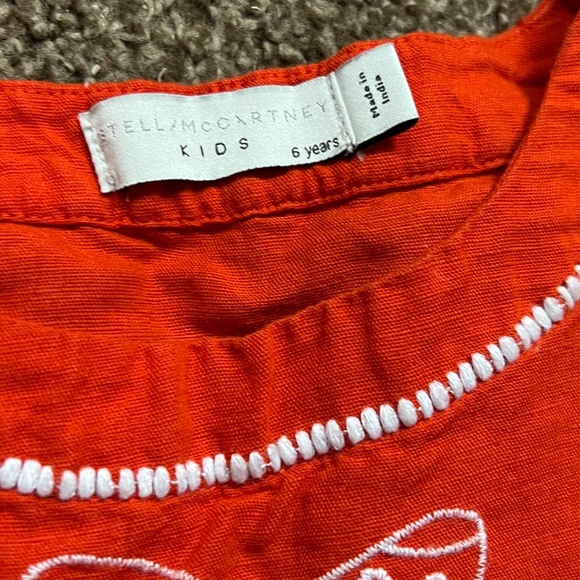 STELLA McCARTNEY
KIDS
6 years
Made in
India